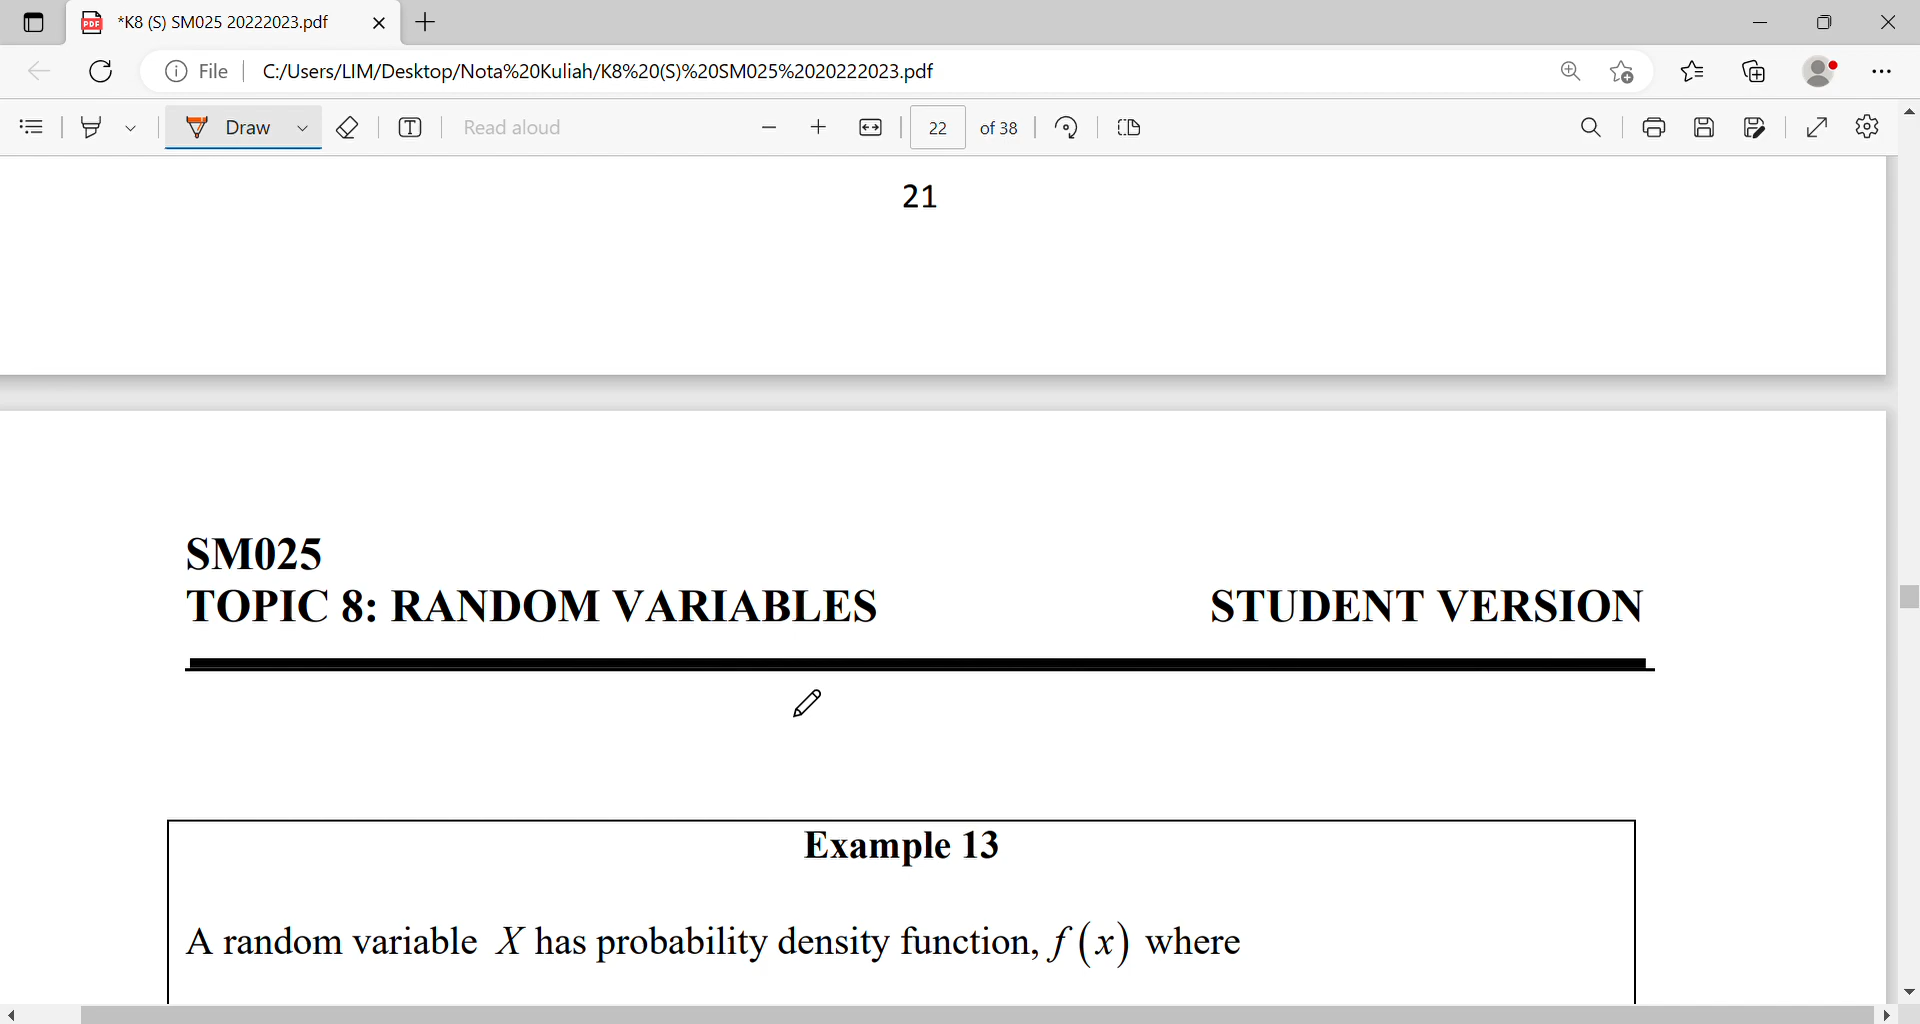 *K8 (S) SM025 20222023.pdf
File C:/Users/LIM/Desktop/Nota%20Kuliah/K8%20(S)%20SM025%2020222023.pdf
Draw T Read aloud 22 of 38
21
SM025
TOPIC 8: RANDOM VARIABLES STUDENT VERSION
Example 13
A random variable X has probability density function, f(x) where